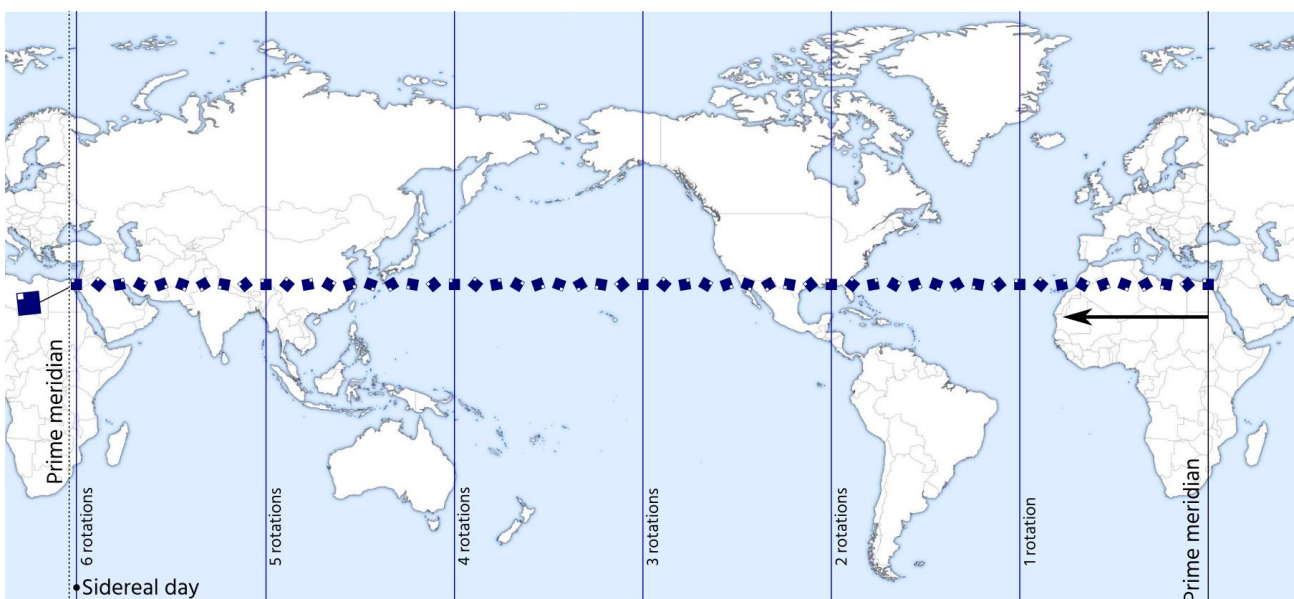 Prime meridian
6 rotations
5 rotations
4 rotations
3 rotations
2 rotations
1 rotation
Prime meridian
Sidereal day